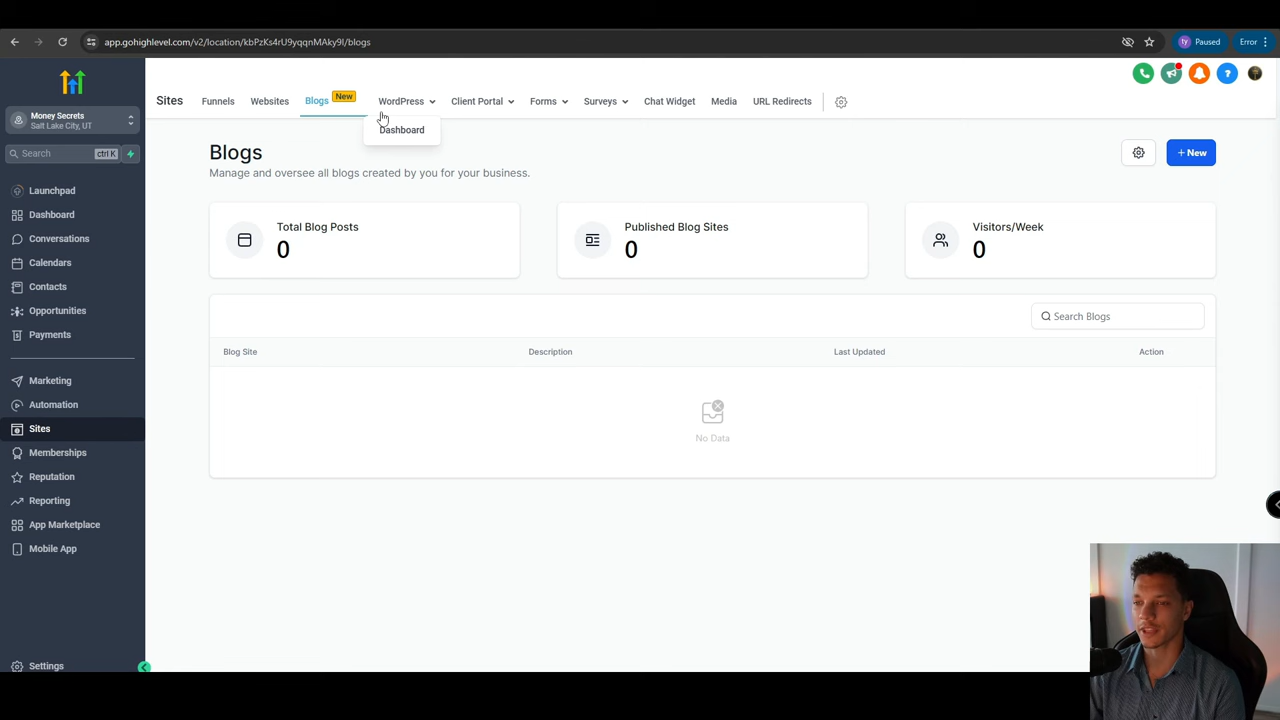 app.gohighlevel.com/v2/location/kbPzKs4rU9yqqnMAky9I/blogs
ty Paused
Error
Money Secrets
Salt Lake City, UT
Search ctrl K
Launchpad
Dashboard
Conversations
Calendars
Contacts
Opportunities
Payments
Marketing
Automation
Sites
Memberships
Reputation
Reporting
App Marketplace
Mobile App
Settings
Sites Funnels Websites Blogs New WordPress Client Portal Forms Surveys Chat Widget Media URL Redirects
Dashboard
Blogs
Manage and oversee all blogs created by you for your business.
+ New
Total Blog Posts
0
Published Blog Sites
0
Visitors/Week
0
Search Blogs
Blog Site Description Last Updated Action
No Data